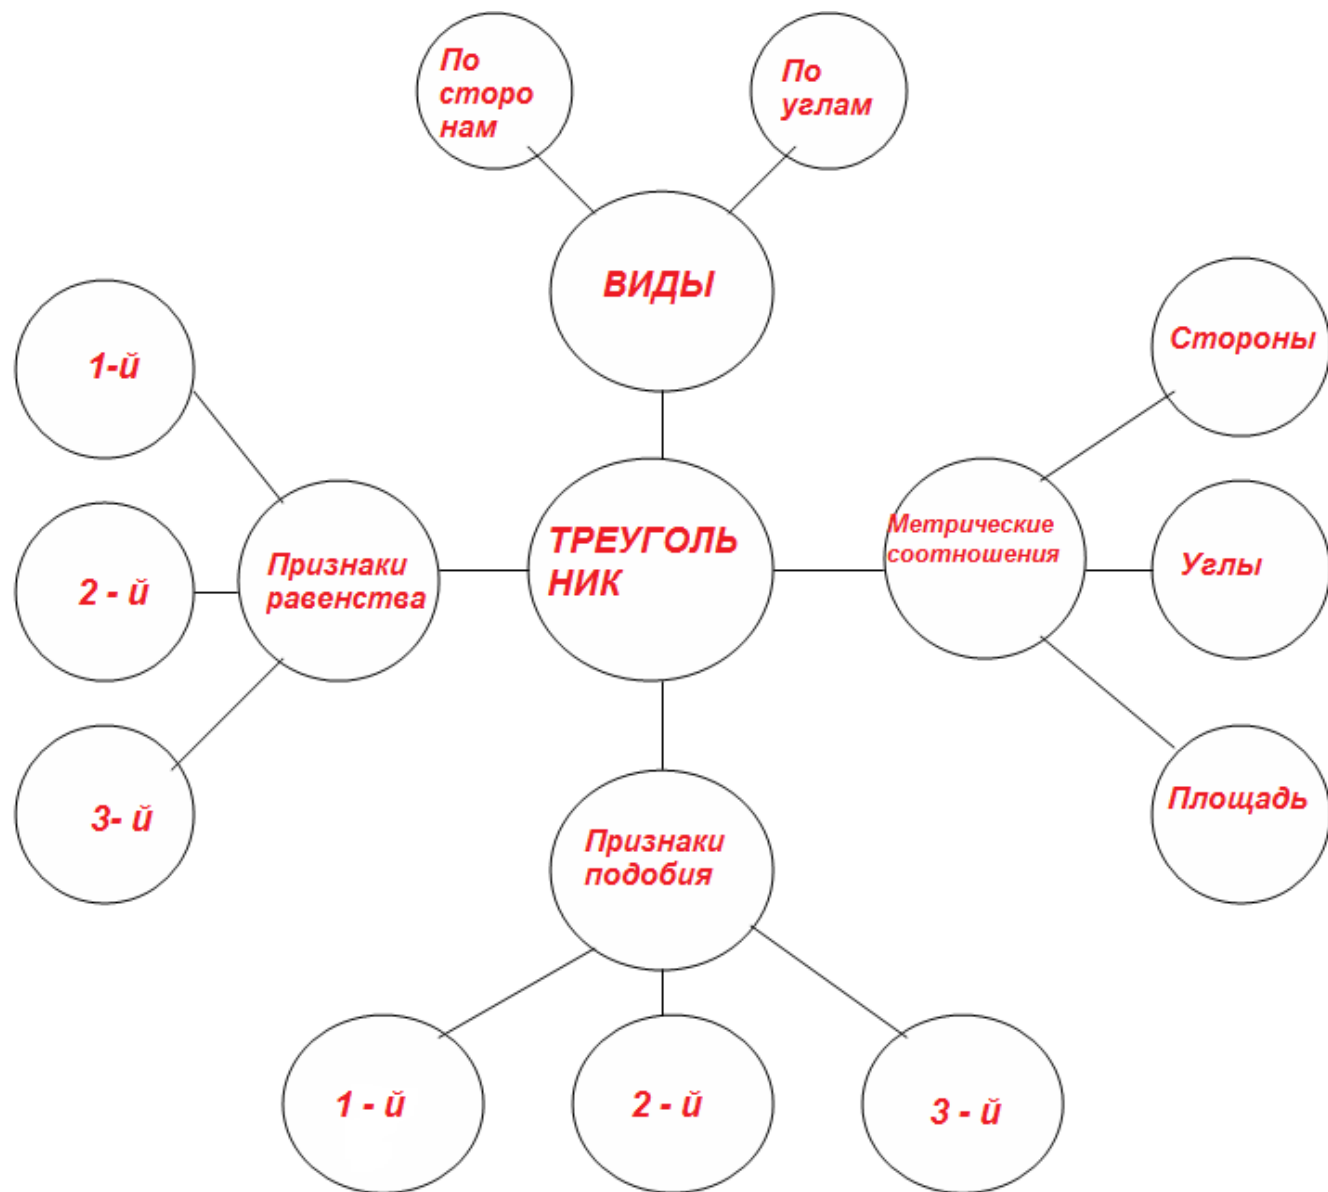 По
сторо
нам
По
углам
ВИДЫ
Стороны
1-й
Метрические
соотношения
ТРЕУГОЛЬ
НИК
Признаки
равенства
Углы
2 - й
Площадь
3- й
Признаки
подобия
1 - й
2 - й
3 - й